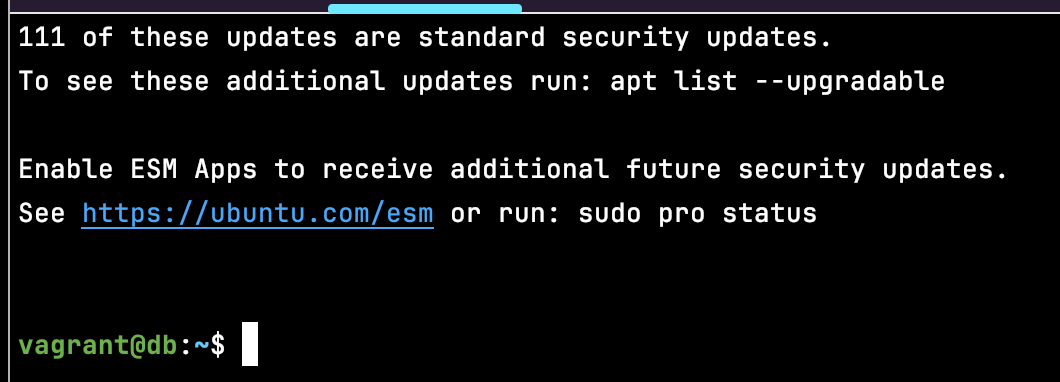 111 of these updates are standard security updates.
To see these additional updates run: apt list --upgradable
Enable ESM Apps to receive additional future security updates.
See https://ubuntu.com/esm or run: sudo pro status
vagrant@db:~$